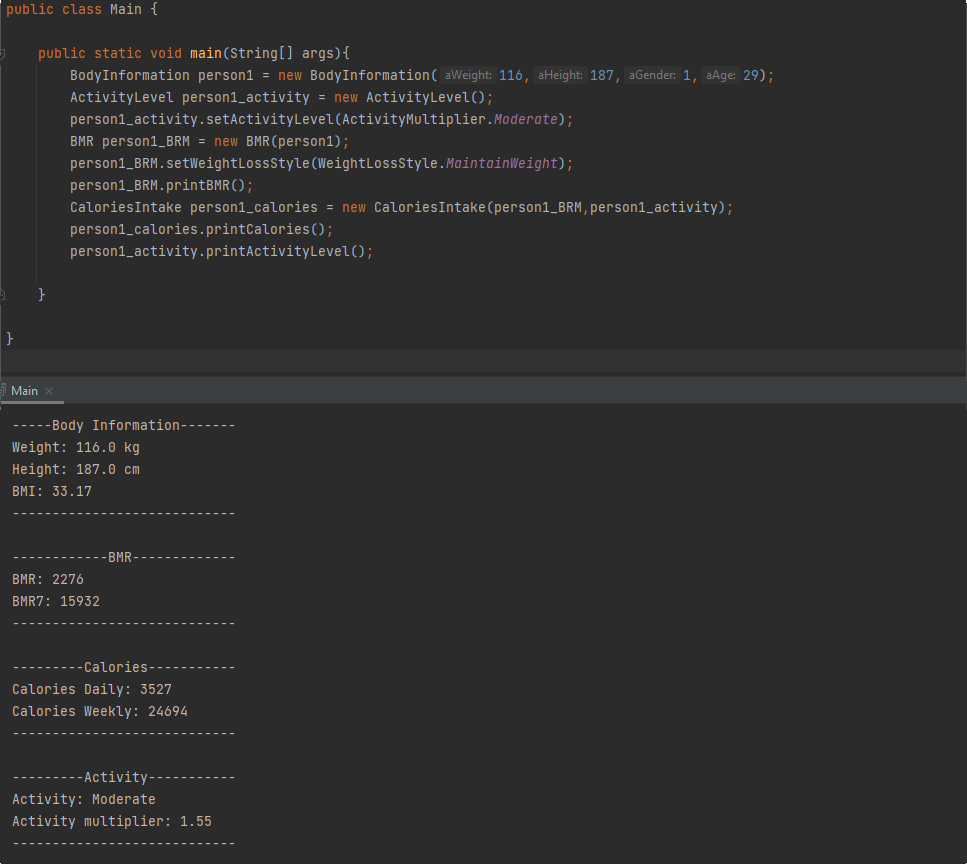 public class Main {
public static void main(String[] args){
BodyInformation person1 = new BodyInformation( aWeight: 116, aHeight: 187, aGender: 1, aAge: 29);
ActivityLevel person1_activity = new ActivityLevel();
person1_activity.setActivityLevel(ActivityMultiplier.Moderate);
BMR person1_BRM = new BMR(person1);
person1_BRM.setWeightLossStyle(WeightLossStyle.MaintainWeight);
person1_BRM.printBMR();
CaloriesIntake person1_calories = new CaloriesIntake(person1_BRM,person1_activity);
person1_calories.printCalories();
person1_activity.printActivityLevel();
}
}
Main ×
-----Body Information-------
Weight: 116.0 kg
Height: 187.0 cm
BMI: 33.17
----------------------------
------------BMR-------------
BMR: 2276
BMR7: 15932
----------------------------
---------Calories-----------
Calories Daily: 3527
Calories Weekly: 24694
----------------------------
---------Activity-----------
Activity: Moderate
Activity multiplier: 1.55
----------------------------